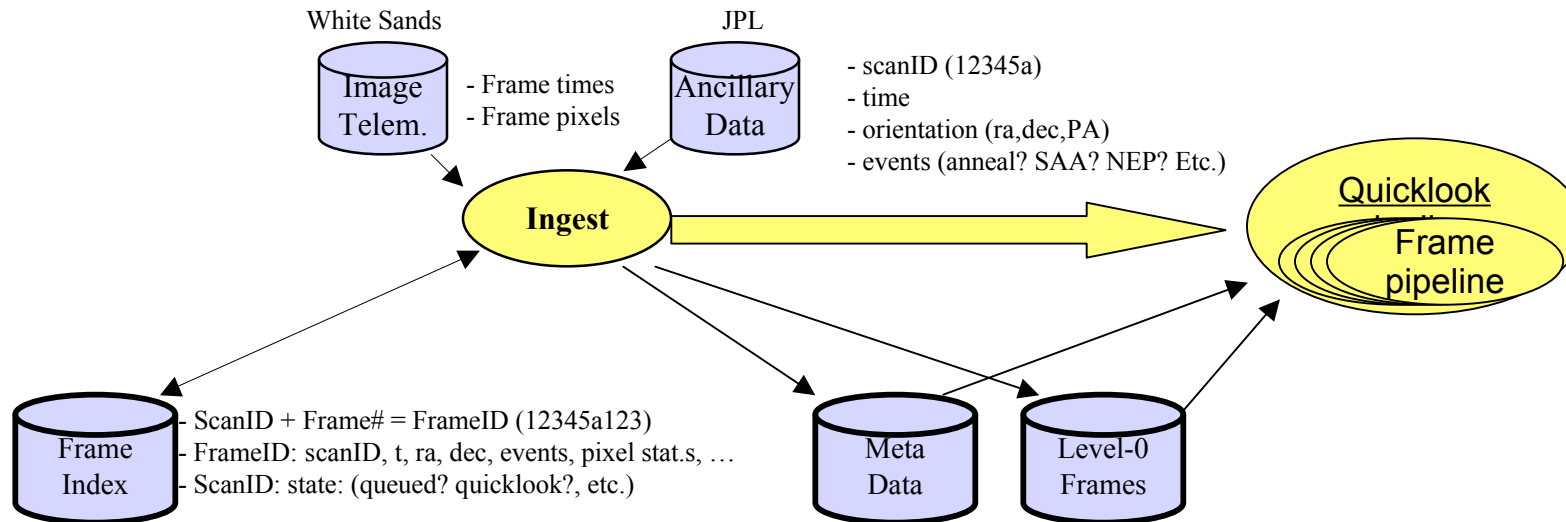 White Sands
JPL
Image
Telem.
- Frame times
- Frame pixels
Ancillary
Data
- scanID (12345a)
- time
- orientation (ra,dec,PA)
- events (anneal? SAA? NEP? Etc.)
Ingest
Quicklook
Frame
pipeline
Frame
Index
- ScanID + Frame# = FrameID (12345a123)
- FrameID: scanID, t, ra, dec, events, pixel stat.s, …
- ScanID: state: (queued? quicklook?, etc.)
Meta
Data
Level-0
Frames